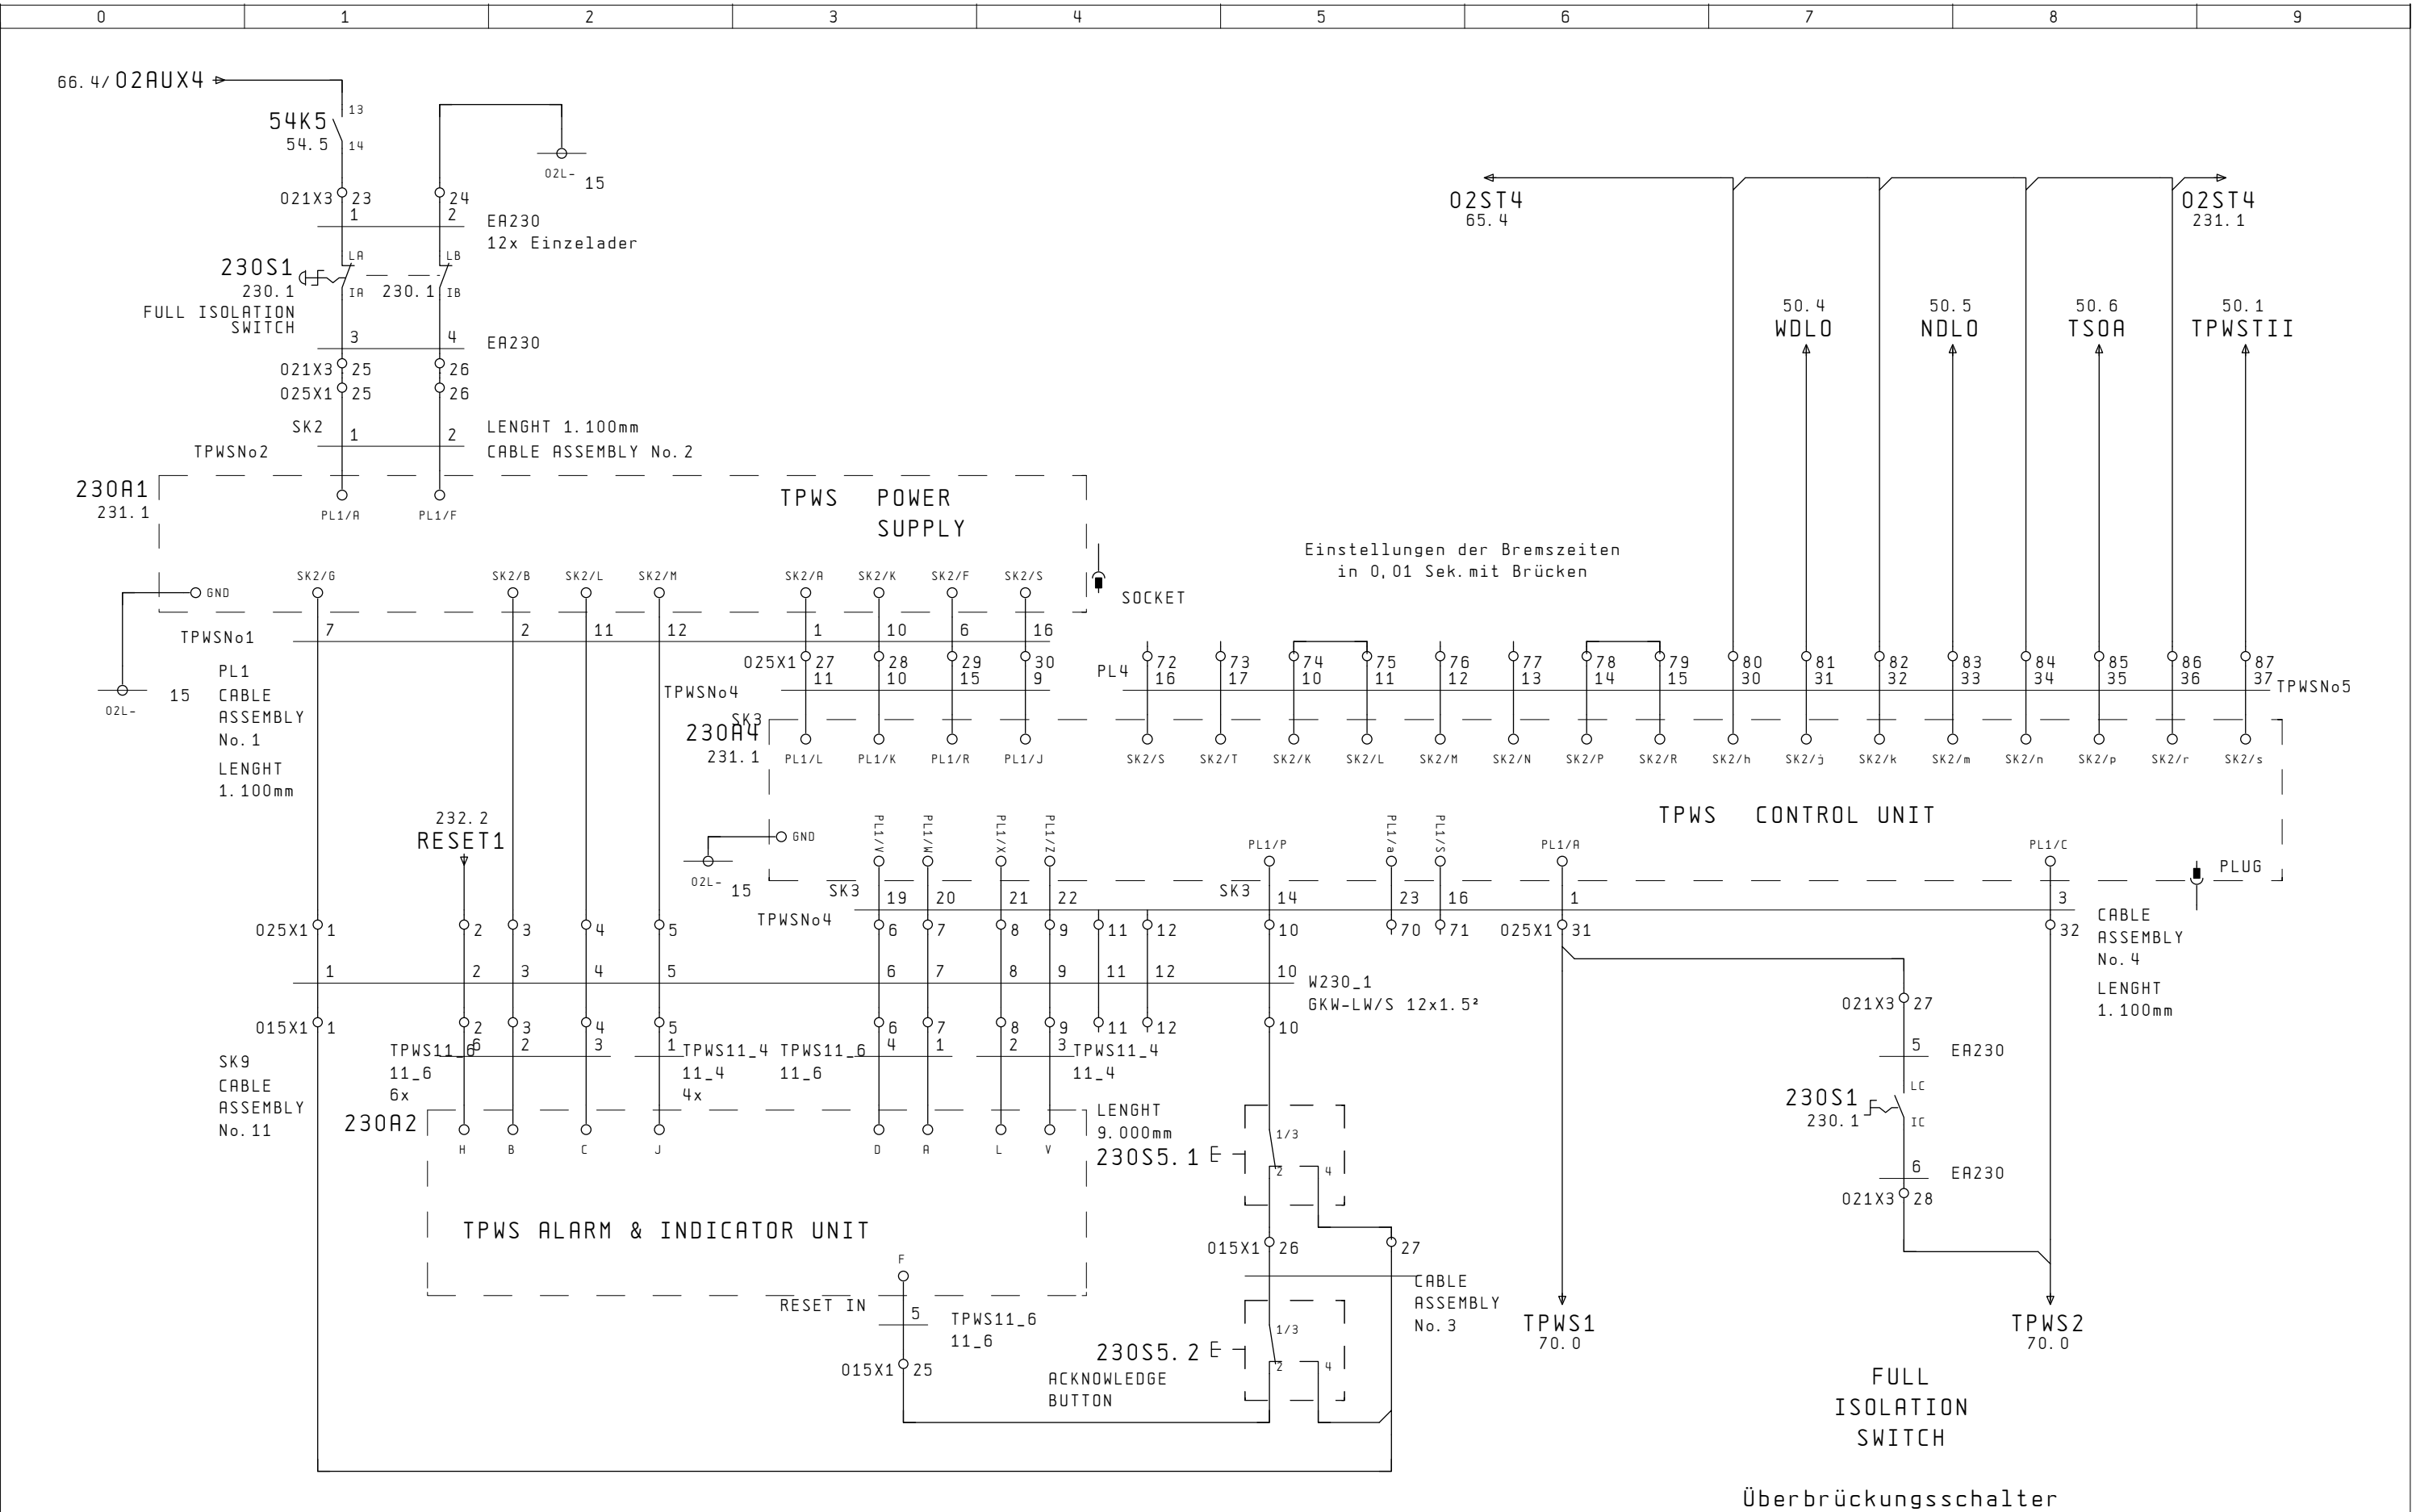 0 1 2 3 4 5 6 7 8 9
66.4/02AUX4
13
54K5
54.5 14
02L- 15
02ST4
65.4
02ST4
231.1
021X3 23 24
1 2 EA230
12x Einzelader
LA LB
230S1
230.1 IA 230.1 IB
FULL ISOLATION
SWITCH
3 4 EA230
50.4 50.5 50.6 50.1
WDLO NDLO TSOA TPWSTII
021X3 25 26
025X1 25 26
SK2 1 2 LENGHT 1.100mm
TPWSNo2 CABLE ASSEMBLY No.2
230A1
231.1
PL1/A PL1/F
TPWS POWER
SUPPLY
Einstellungen der Bremszeiten
in 0,01 Sek.mit Brücken
SK2/G SK2/B SK2/L SK2/M SK2/A SK2/K SK2/F SK2/S
GND
SOCKET
TPWSNo1 7 2 11 12 1 10 6 16
025X1 27 28 29 30
PL4 72 73 74 75 76 77 78 79 80 81 82 83 84 85 86 87
TPWSNo4 11 10 15 9
16 17 10 11 12 13 14 15 30 31 32 33 34 35 36 37 TPWSNo5
02L- 15
PL1
CABLE
ASSEMBLY
No.1
LENGHT
1.100mm
SK3
230A4
231.1
PL1/L PL1/K PL1/R PL1/J
SK2/S SK2/T SK2/K SK2/L SK2/M SK2/N SK2/P SK2/R SK2/h SK2/j SK2/k SK2/m SK2/n SK2/p SK2/r SK2/s
TPWS CONTROL UNIT
232.2
RESET1
GND
02L- 15
PL1/V PL1/W PL1/X PL1/Z PL1/P PL1/a PL1/S PL1/A PL1/C
PLUG
SK3 19 20 21 22 SK3 14 23 16 1 3
TPWSNo4
025X1 1 2 3 4 5 6 7 8 9 11 12 10 70 71 025X1 31 32
CABLE
ASSEMBLY
No.4
LENGHT
1.100mm
1 2 3 4 5 6 7 8 9 11 12 10 W230_1
GKW-LW/S 12x1.5²
015X1 1 2 3 4 5 6 7 8 9 11 12 10
021X3 27
TPWS11_6 6 2 3 1 TPWS11_4 TPWS11_6 4 1 2 3 TPWS11_4
11_6 11_4 11_6 11_4
6x 4x
5 EA230
SK9
CABLE
ASSEMBLY
No.11
230A2
H B C J D A L V
LENGHT
9.000mm
230S5.1
1/3
2 4
LC
230S1
230.1 IC
6 EA230
021X3 28
TPWS ALARM & INDICATOR UNIT
015X1 26 27
F
RESET IN
5 TPWS11_6
11_6
CABLE
ASSEMBLY
No.3
015X1 25
230S5.2
1/3
2 4
ACKNOWLEDGE
BUTTON
TPWS1
70.0
TPWS2
70.0
FULL
ISOLATION
SWITCH
Überbrückungsschalter